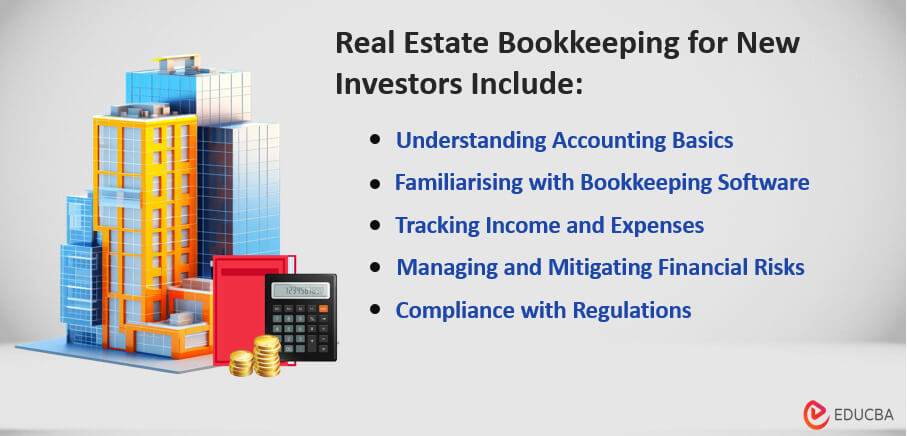 Real Estate Bookkeeping for New
Investors Include:
Understanding Accounting Basics
Familiarising with Bookkeeping Software
Tracking Income and Expenses
Managing and Mitigating Financial Risks
Compliance with Regulations
EDUCBA